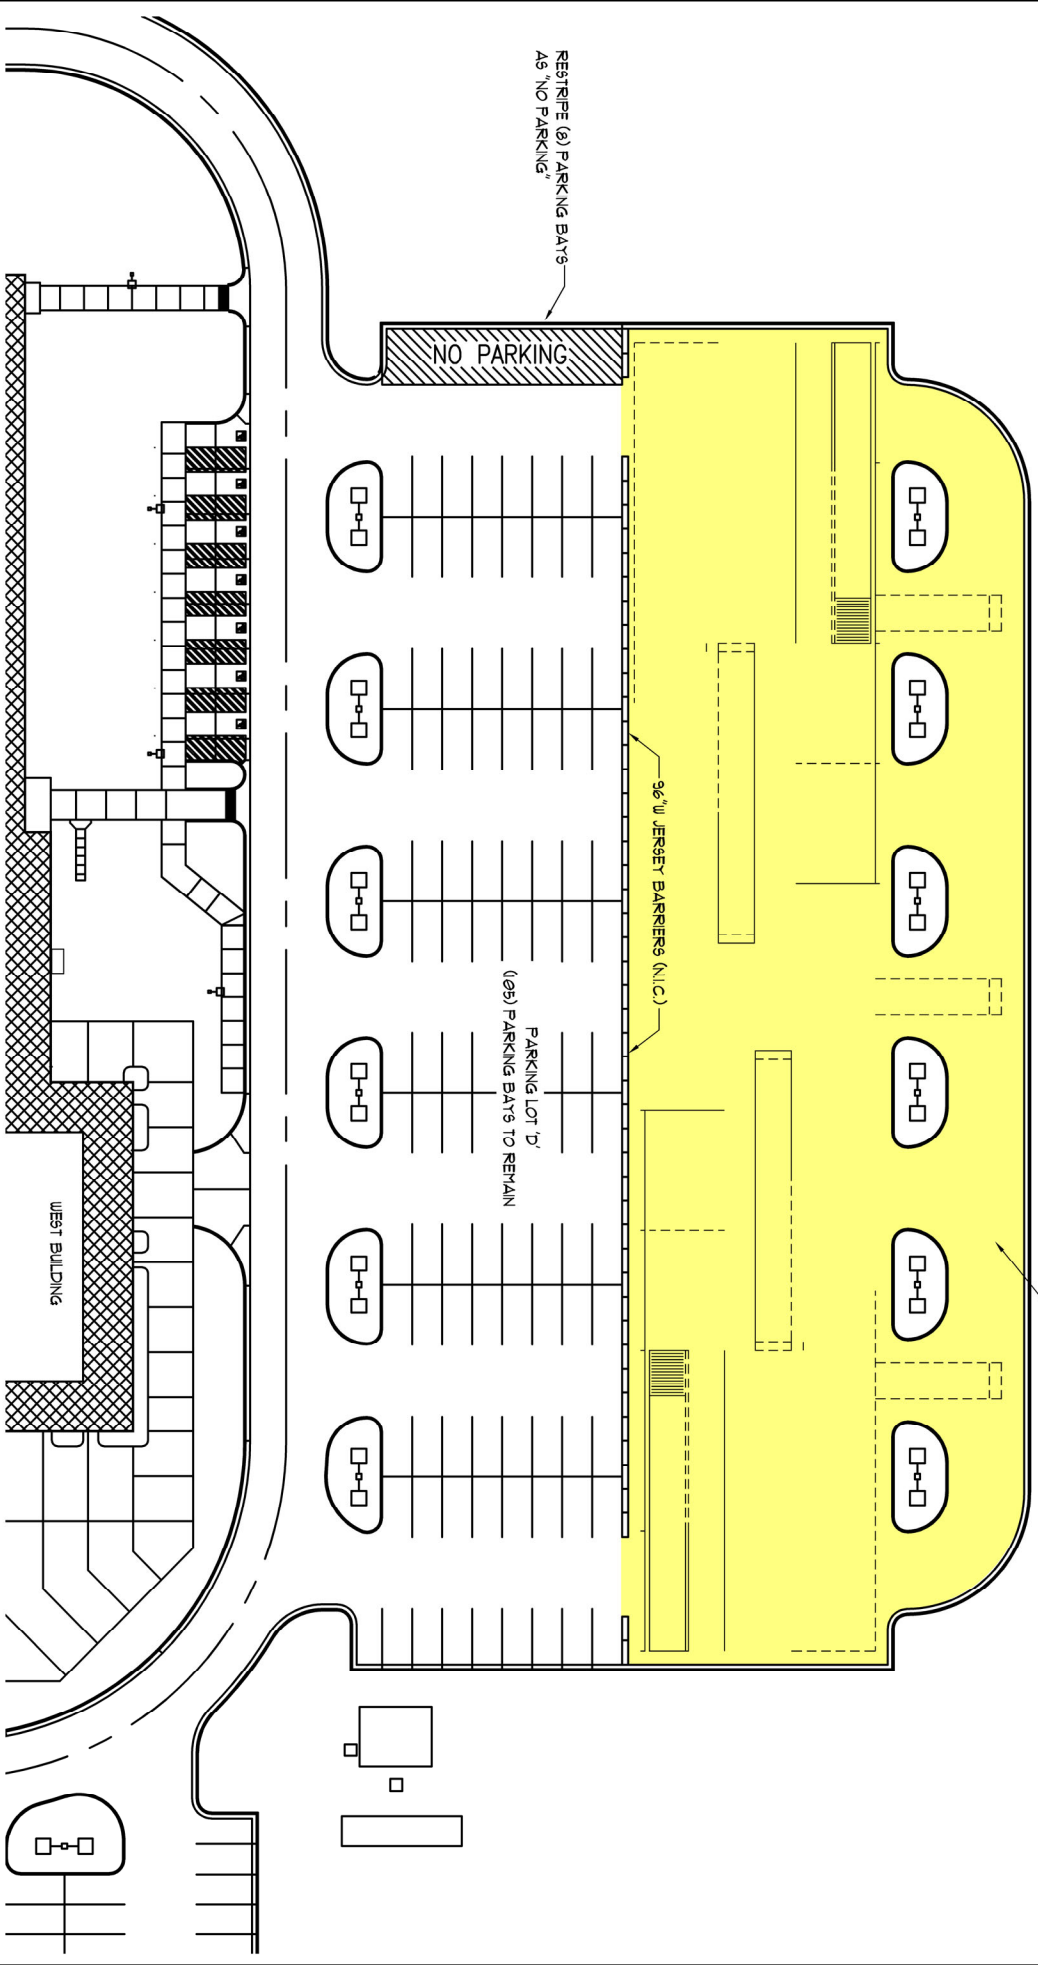 RESTRIPE (8) PARKNG BAYS
AS "NO PARKING"
NO PARKING
96"W JERSEY BARRIERS (N.I.C.)
PARKING LOT 'D'
(105) PARKING BAYS TO REMAIN
WEST BUILDING